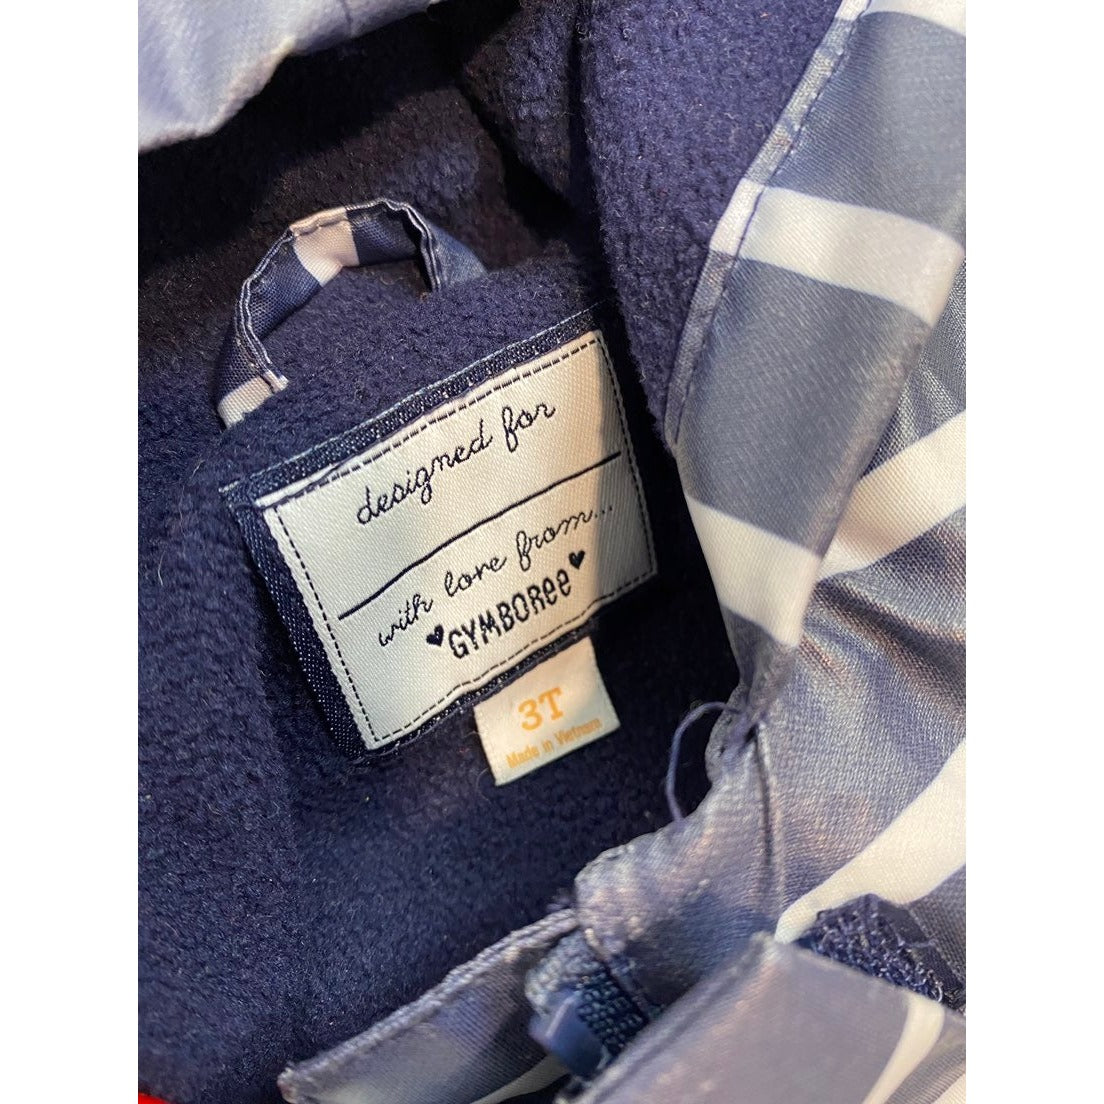 designed for
with love from...
♥GYMBORee♥
3T
Made in Vietnam